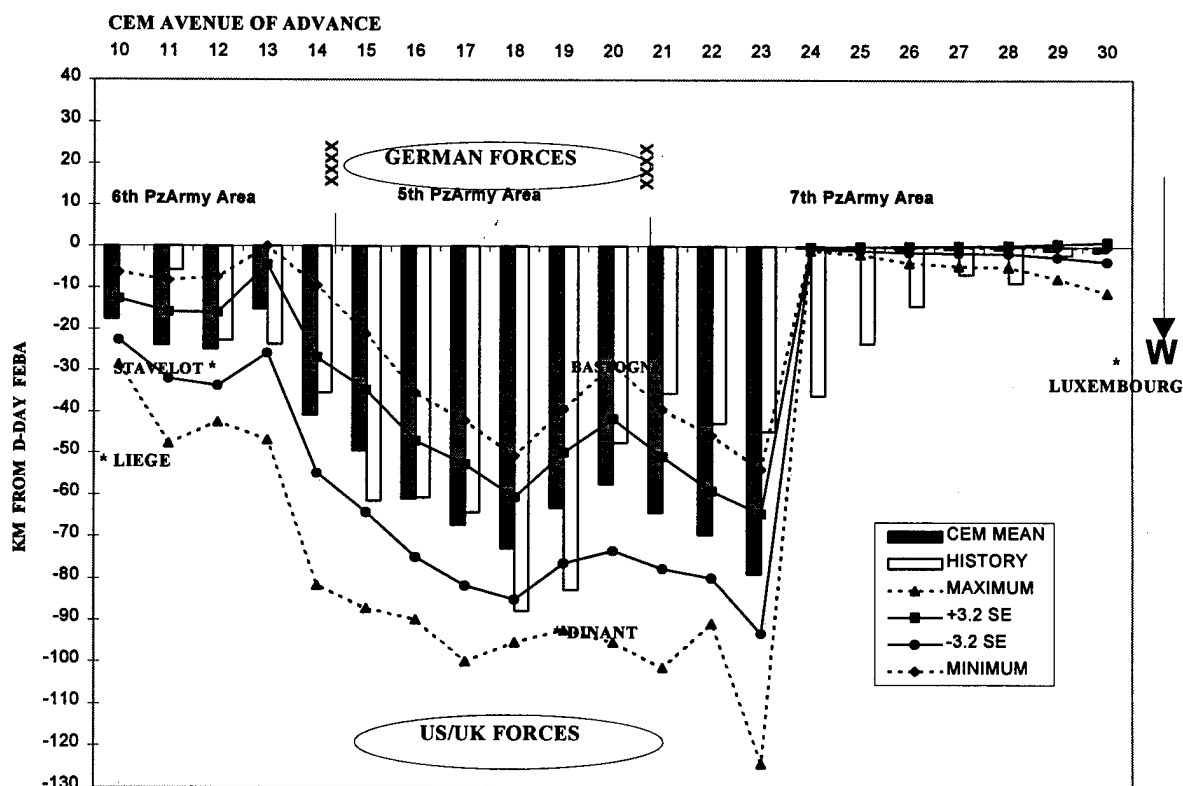 CEM AVENUE OF ADVANCE
10 11 12 13 14 15 16 17 18 19 20 21 22 23 24 25 26 27 28 29 30
40
30
20
10
0
-10
-20
-30
-40
-50
-60
-70
-80
-90
-100
-110
-120
-130
KM FROM D-DAY FEBA
XXXX
GERMAN FORCES
XXXX
6th PzArmy Area
5th PzArmy Area
7th PzArmy Area
STAVELOT *
BASTOGN
* LIEGE
*DINANT
W
*
LUXEMBOURG
CEM MEAN
HISTORY
MAXIMUM
+3.2 SE
-3.2 SE
MINIMUM
US/UK FORCES